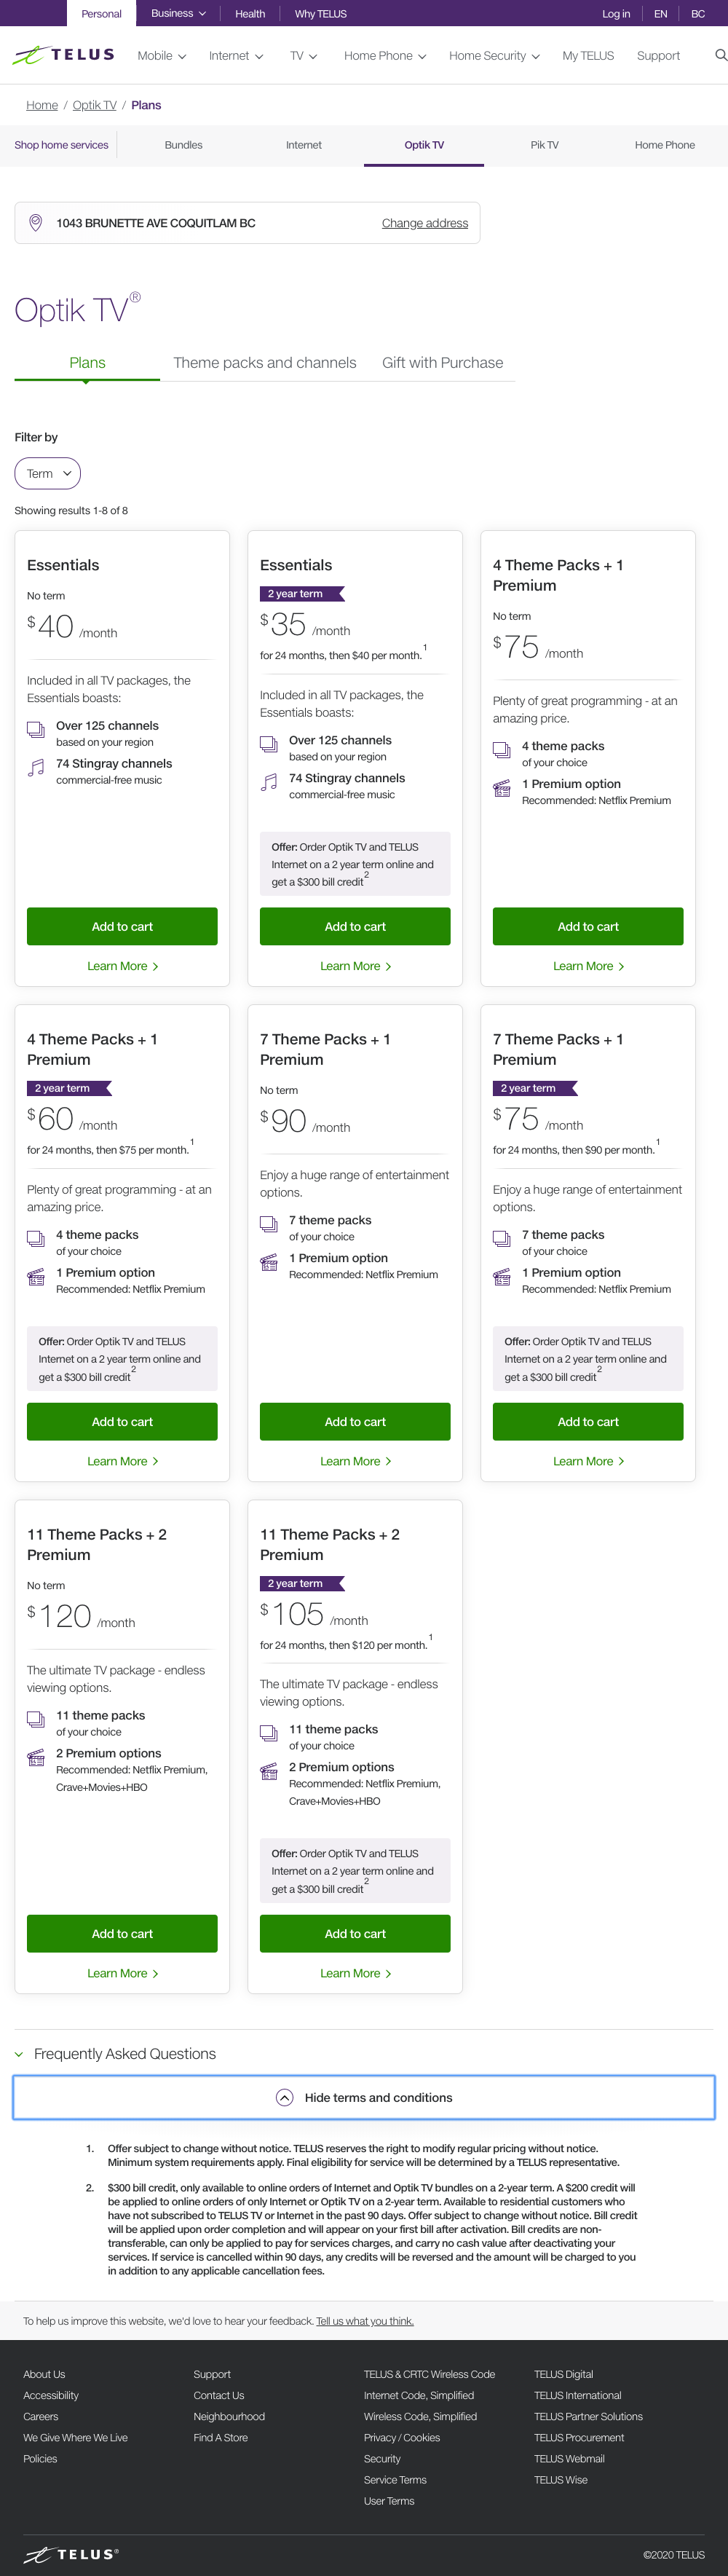 Personal Business Health Why TELUS Log in EN BC
TELUS Mobile Internet TV Home Phone Home Security My TELUS Support
Home / Optik TV / Plans
Shop home services Bundles Internet Optik TV Pik TV Home Phone
1043 BRUNETTE AVE COQUITLAM BC Change address
Optik TV®
Plans Theme packs and channels Gift with Purchase
Filter by
Term
Showing results 1-8 of 8
Essentials
No term
$40 /month
Included in all TV packages, the
Essentials boasts:
Over 125 channels
based on your region
74 Stingray channels
commercial-free music
Add to cart
Learn More
Essentials
2 year term
$35 /month
for 24 months, then $40 per month.1
Included in all TV packages, the
Essentials boasts:
Over 125 channels
based on your region
74 Stingray channels
commercial-free music
Offer: Order Optik TV and TELUS
Internet on a 2 year term online and
get a $300 bill credit2
Add to cart
Learn More
4 Theme Packs + 1
Premium
No term
$75 /month
Plenty of great programming - at an
amazing price.
4 theme packs
of your choice
1 Premium option
Recommended: Netflix Premium
Add to cart
Learn More
4 Theme Packs + 1
Premium
2 year term
$60 /month
for 24 months, then $75 per month.1
Plenty of great programming - at an
amazing price.
4 theme packs
of your choice
1 Premium option
Recommended: Netflix Premium
Offer: Order Optik TV and TELUS
Internet on a 2 year term online and
get a $300 bill credit2
Add to cart
Learn More
7 Theme Packs + 1
Premium
No term
$90 /month
Enjoy a huge range of entertainment
options.
7 theme packs
of your choice
1 Premium option
Recommended: Netflix Premium
Add to cart
Learn More
7 Theme Packs + 1
Premium
2 year term
$75 /month
for 24 months, then $90 per month.1
Enjoy a huge range of entertainment
options.
7 theme packs
of your choice
1 Premium option
Recommended: Netflix Premium
Offer: Order Optik TV and TELUS
Internet on a 2 year term online and
get a $300 bill credit2
Add to cart
Learn More
11 Theme Packs + 2
Premium
No term
$120 /month
The ultimate TV package - endless
viewing options.
11 theme packs
of your choice
2 Premium options
Recommended: Netflix Premium,
Crave+Movies+HBO
Add to cart
Learn More
11 Theme Packs + 2
Premium
2 year term
$105 /month
for 24 months, then $120 per month.1
The ultimate TV package - endless
viewing options.
11 theme packs
of your choice
2 Premium options
Recommended: Netflix Premium,
Crave+Movies+HBO
Offer: Order Optik TV and TELUS
Internet on a 2 year term online and
get a $300 bill credit2
Add to cart
Learn More
Frequently Asked Questions
Hide terms and conditions
1. Offer subject to change without notice. TELUS reserves the right to modify regular pricing without notice.
Minimum system requirements apply. Final eligibility for service will be determined by a TELUS representative.
2. $300 bill credit, only available to online orders of Internet and Optik TV bundles on a 2-year term. A $200 credit will
be applied to online orders of only Internet or Optik TV on a 2-year term. Available to residential customers who
have not subscribed to TELUS TV or Internet in the past 90 days. Offer subject to change without notice. Bill credit
will be applied upon order completion and will appear on your first bill after activation. Bill credits are non-
transferable, can only be applied to pay for services charges, and carry no cash value after deactivating your
services. If service is cancelled within 90 days, any credits will be reversed and the amount will be charged to you
in addition to any applicable cancellation fees.
To help us improve this website, we'd love to hear your feedback. Tell us what you think.
About Us
Accessibility
Careers
We Give Where We Live
Policies
Support
Contact Us
Neighbourhood
Find A Store
TELUS & CRTC Wireless Code
Internet Code, Simplified
Wireless Code, Simplified
Privacy / Cookies
Security
Service Terms
User Terms
TELUS Digital
TELUS International
TELUS Partner Solutions
TELUS Procurement
TELUS Webmail
TELUS Wise
TELUS® ©2020 TELUS